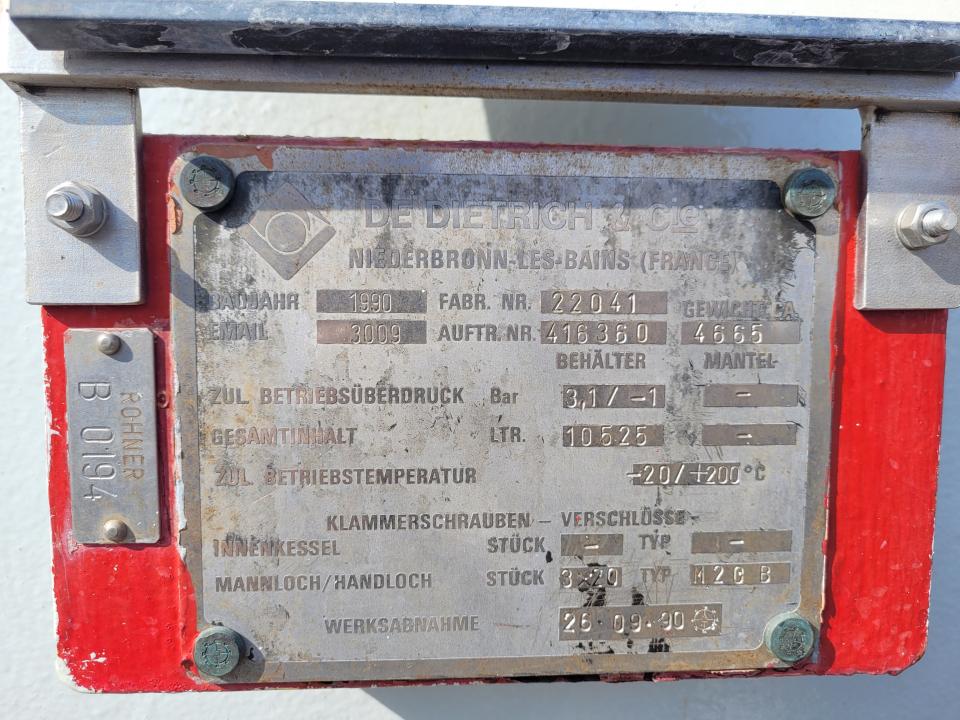 DE DIETRICH & Cie
NIEDERBRONN-LES-BAINS (FRANCE)
BAUJAHR 1990 FABR. NR. 22041 GEWICHT CA.
EMAIL 3009 AUFTR. NR. 416360 4665
BEHÄLTER MANTEL
ZUL. BETRIEBSÜBERDRUCK Bar 3,1/-1 -
GESAMTINHALT LTR. 10525 -
ZUL. BETRIEBSTEMPERATUR -20/+200 °C
KLAMMERSCHRAUBEN - VERSCHLÜSSE
INNENKESSEL STÜCK - TYP -
MANNLOCH/HANDLOCH STÜCK 3-20 TYP M20 B
WERKSABNAHME 26·09·90
ROHNER
B 0194